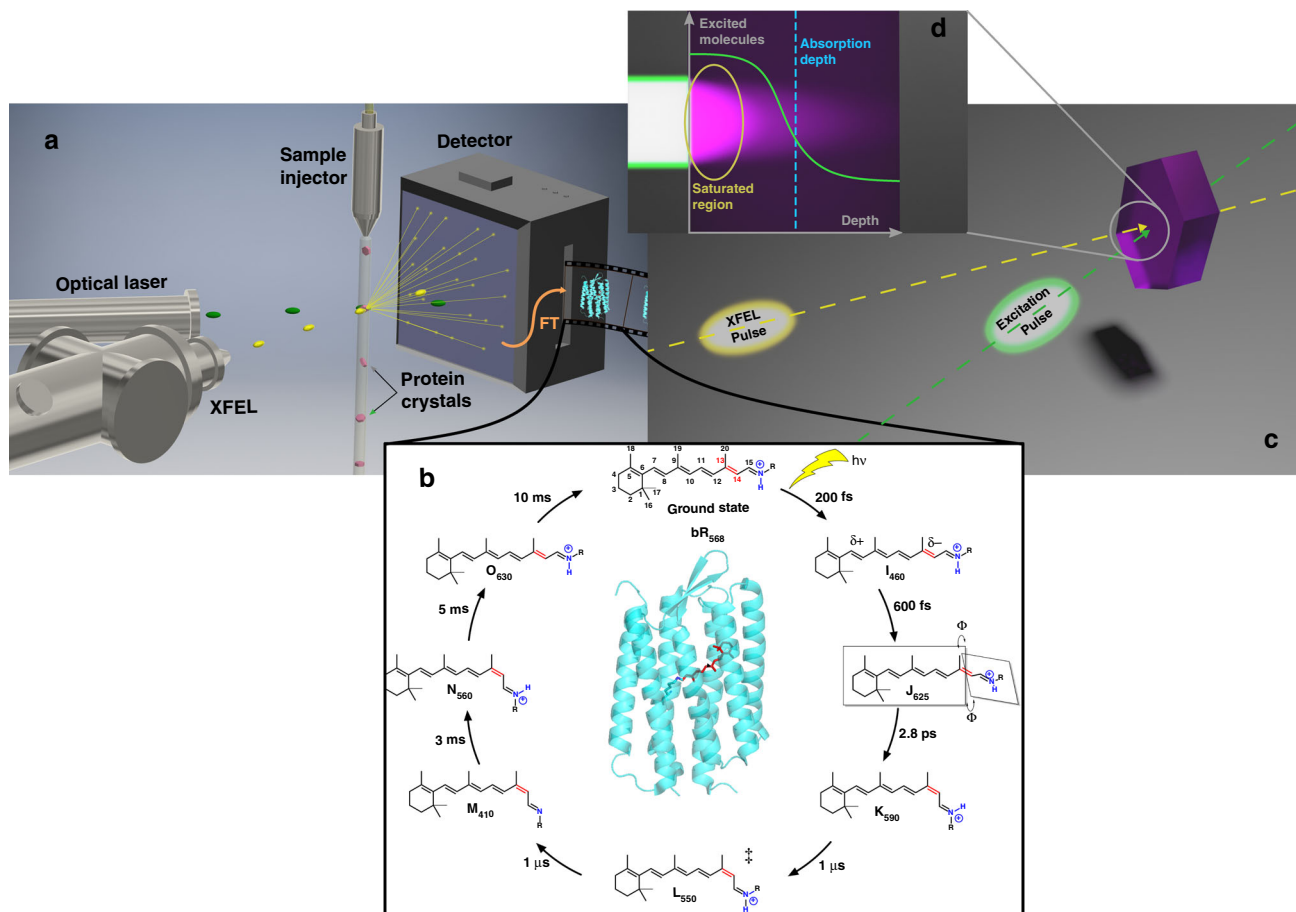 a
Sample
injector
Detector
Optical laser
XFEL
Protein
crystals
FT
d
Excited
molecules
Absorption
depth
Saturated
region
Depth
c
XFEL
Pulse
Excitation
Pulse
b
18
19
20
7
9
11
13
15
4
5
6
8
10
12
14
3
2
1
17
16
N
H
R
+
hν
Ground state
bR568
200 fs
δ+
δ−
N
H
R
+
I460
600 fs
Φ
N
H
R
+
J625
Φ
2.8 ps
N
H
R
+
K590
1 µs
‡
N
H
R
+
L550
1 µs
N
R
M410
3 ms
N
H
R
+
N560
5 ms
N
H
R
+
O630
10 ms